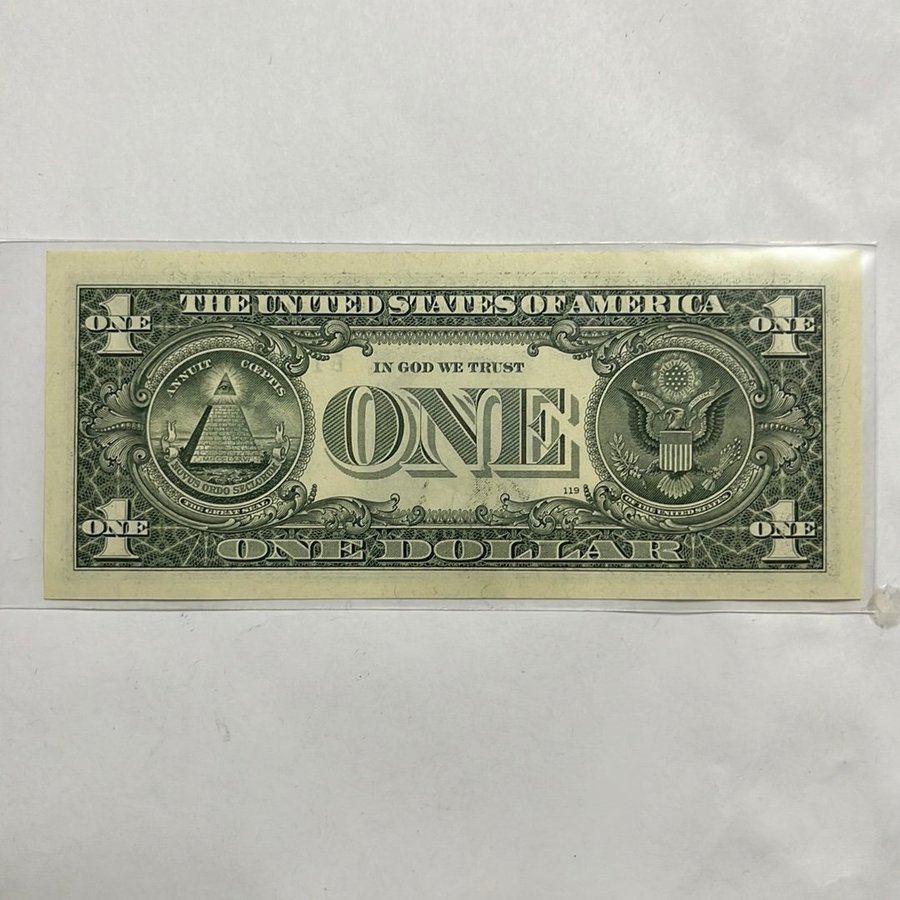 THE UNITED STATES OF AMERICA
1 ONE
1 ONE
IN GOD WE TRUST
ANNUIT CŒPTIS
ONE
NOVUS ORDO SECLORUM
THE GREAT SEAL
OF THE UNITED STATES
119
1 ONE
1 ONE
ONE DOLLAR